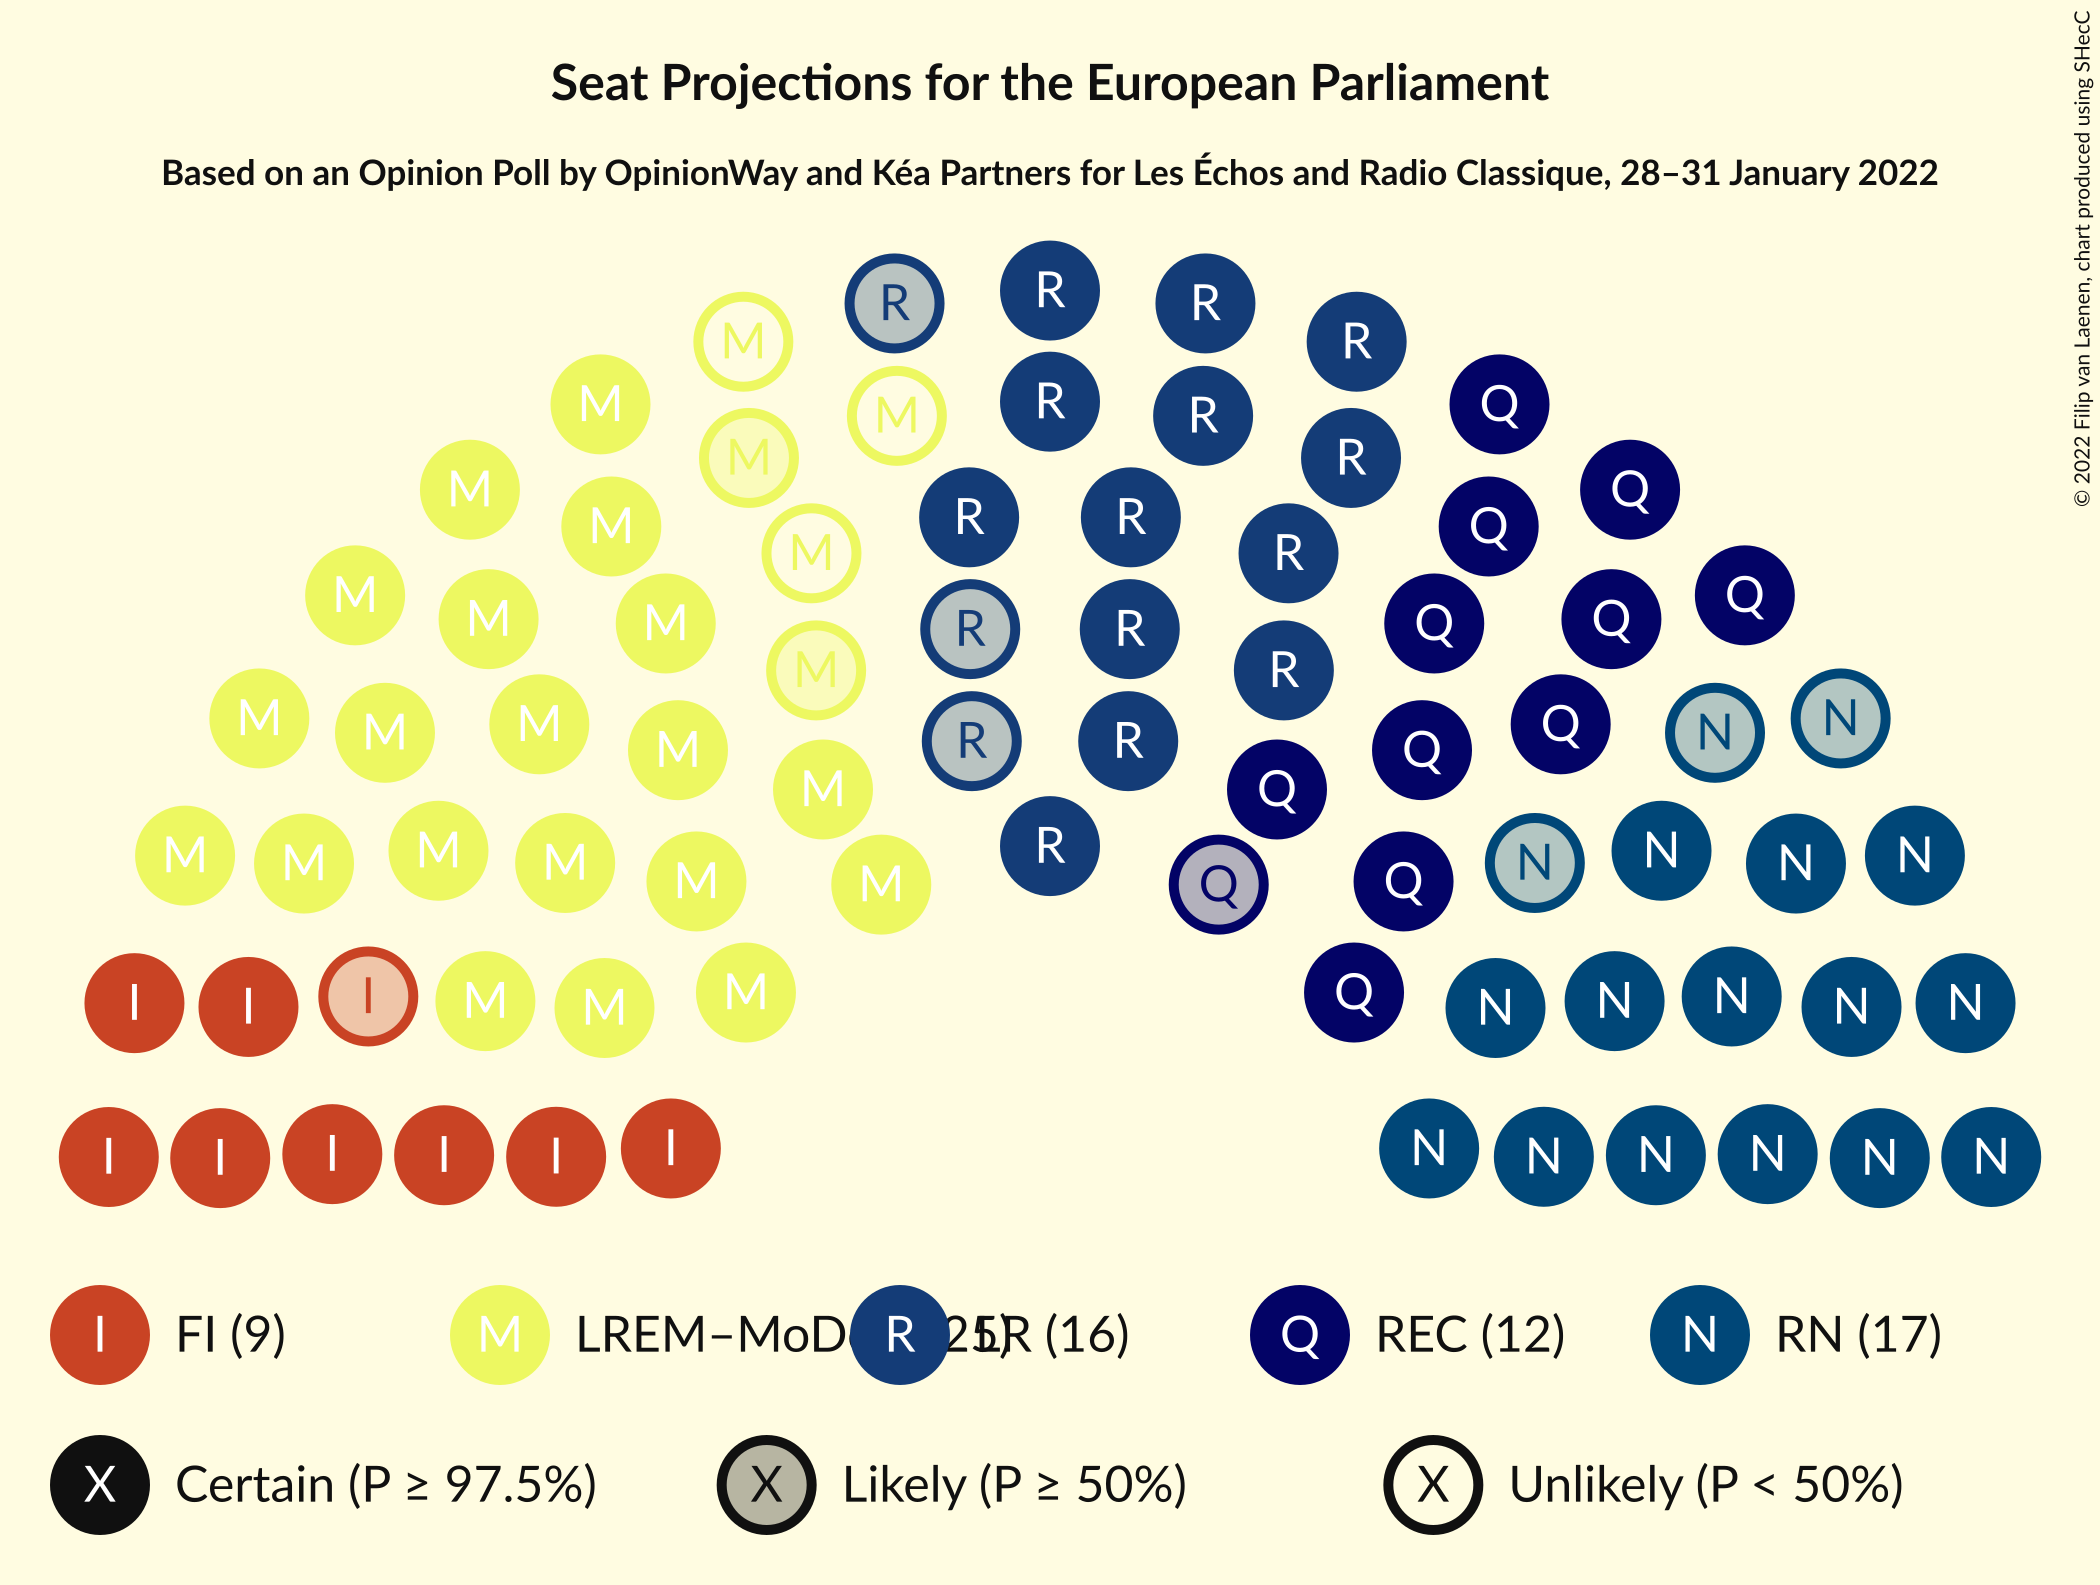 Seat Projections for the European Parliament
Based on an Opinion Poll by OpinionWay and Kéa Partners for Les Échos and Radio Classique, 28–31 January 2022
© 2022 Filip van Laenen, chart produced using SHecC
R R R
M R
M M R R Q
M R
M Q
M R R Q
M R
M Q
M M R R Q Q
M R
M M M M R R Q Q N N
M Q
M M M M M M R Q Q N N N N
I I I M M M Q N N N N N
I I I I I I N N N N N N
I FI (9)
M LREM–MoD 25)
R LR (16)
Q REC (12)
N RN (17)
X Certain (P ≥ 97.5%)
X Likely (P ≥ 50%)
X Unlikely (P < 50%)